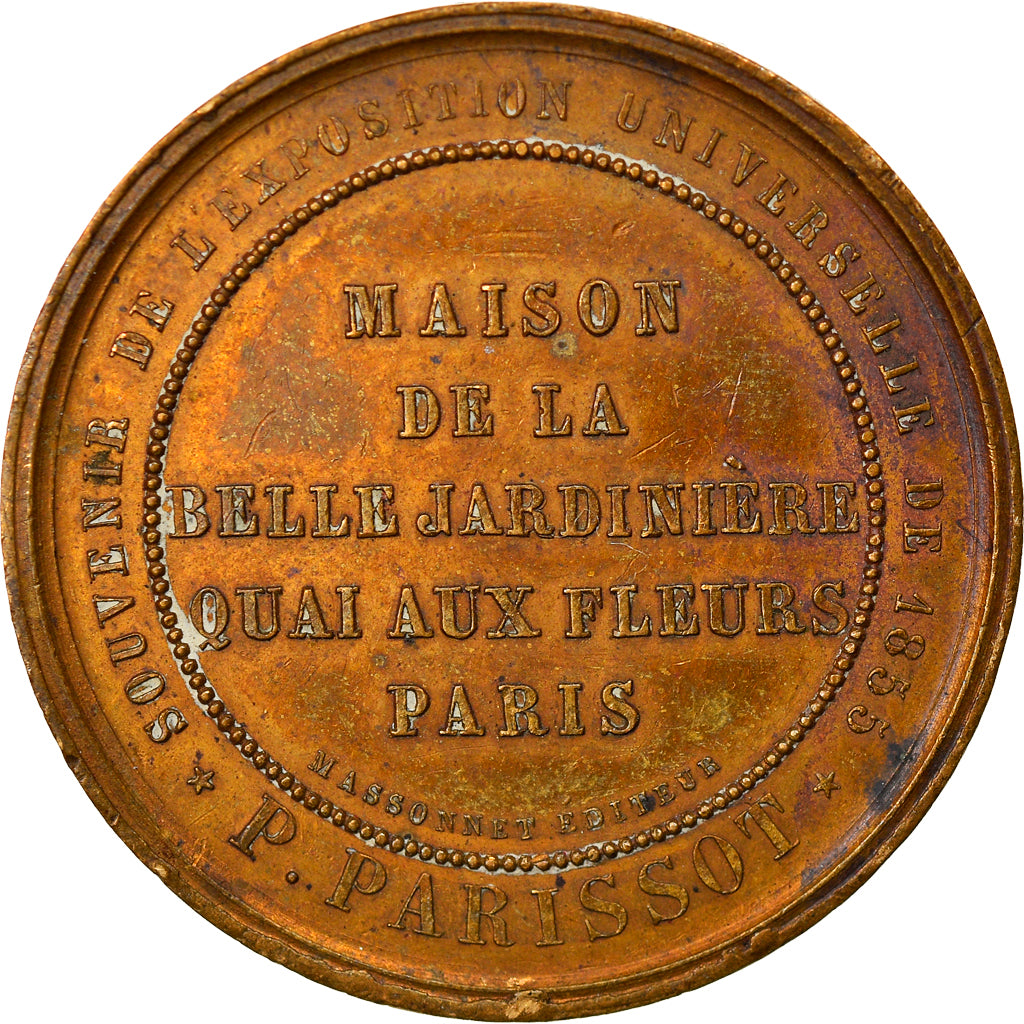 SOUVENIR DE L'EXPOSITION UNIVERSELLE DE 1855
MAISON
DE LA
BELLE JARDINIÈRE
QUAI AUX FLEURS
PARIS
MASSONNET EDITEUR
P. PARISSOT